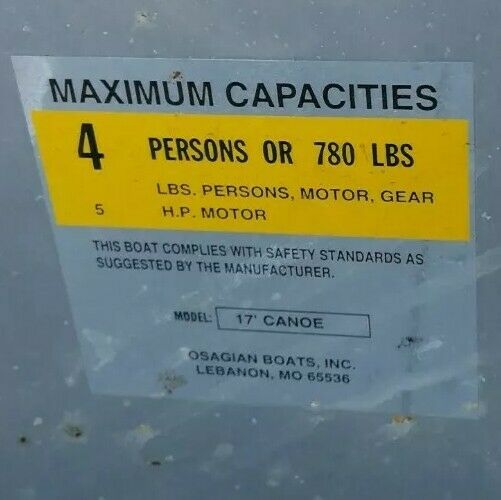 MAXIMUM CAPACITIES
4 PERSONS OR 780 LBS
LBS. PERSONS, MOTOR, GEAR
5 H.P. MOTOR
THIS BOAT COMPLIES WITH SAFETY STANDARDS AS
SUGGESTED BY THE MANUFACTURER.
MODEL: 17' CANOE
OSAGIAN BOATS, INC.
LEBANON, MO 65536